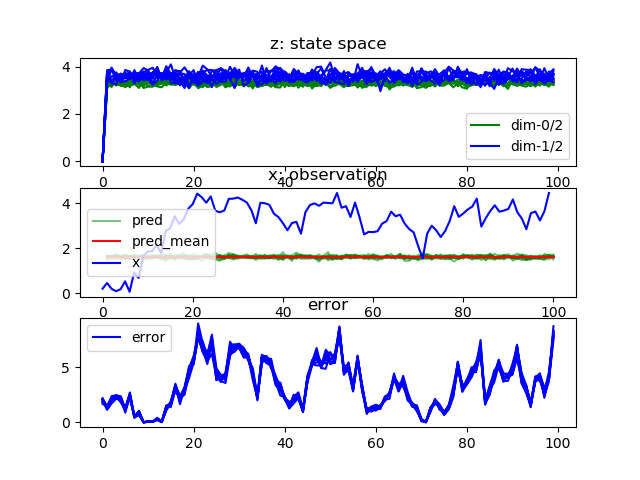 z: state space
4
2
0
dim-0/2
dim-1/2
0 20 40 60 80 100
x: observation
4
2
0
pred
pred_mean
x
0 20 40 60 80 100
error
5
0
error
0 20 40 60 80 100